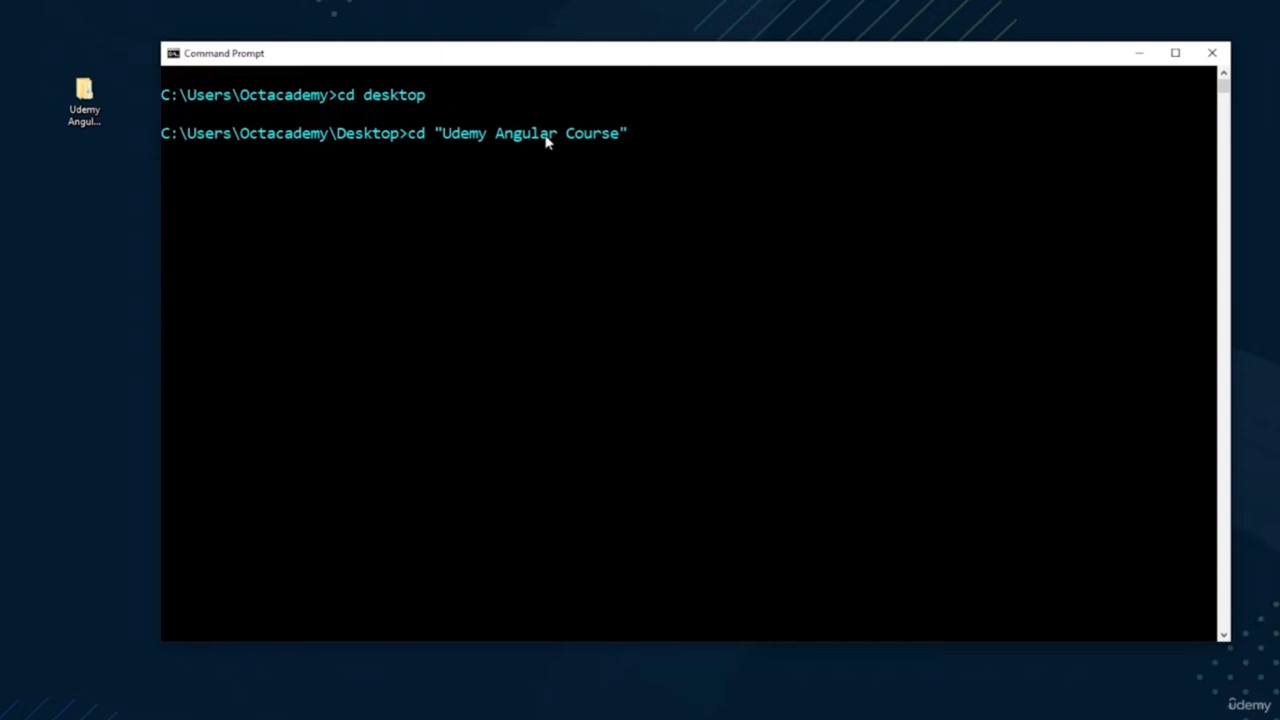 Command Prompt
Udemy
Angul...
C:\Users\Octacademy>cd desktop
C:\Users\Octacademy\Desktop>cd "Udemy Angular Course"
udemy